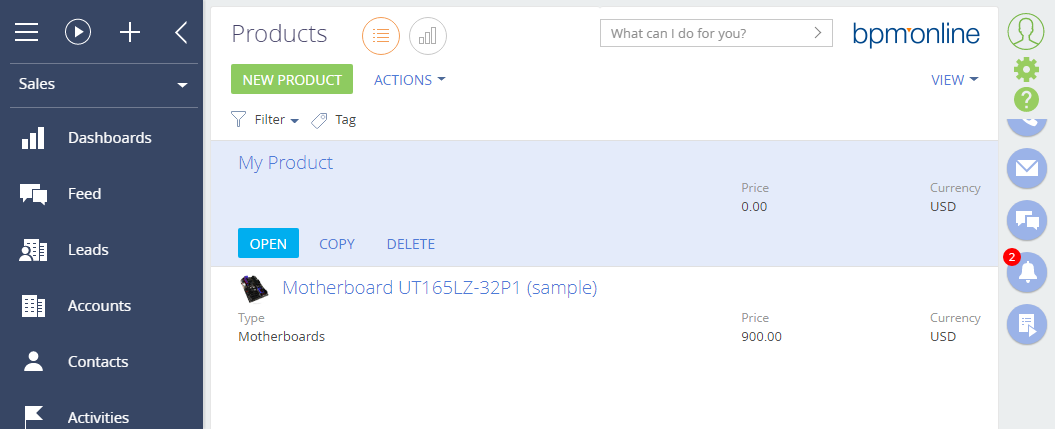 Products
What can I do for you?
bpm'online
NEW PRODUCT
ACTIONS
VIEW
Sales
Filter
Tag
Dashboards
Feed
Leads
Accounts
Contacts
Activities
My Product
Price
Currency
0.00
USD
OPEN
COPY
DELETE
Motherboard UT165LZ-32P1 (sample)
Type
Price
Currency
Motherboards
900.00
USD
?
2